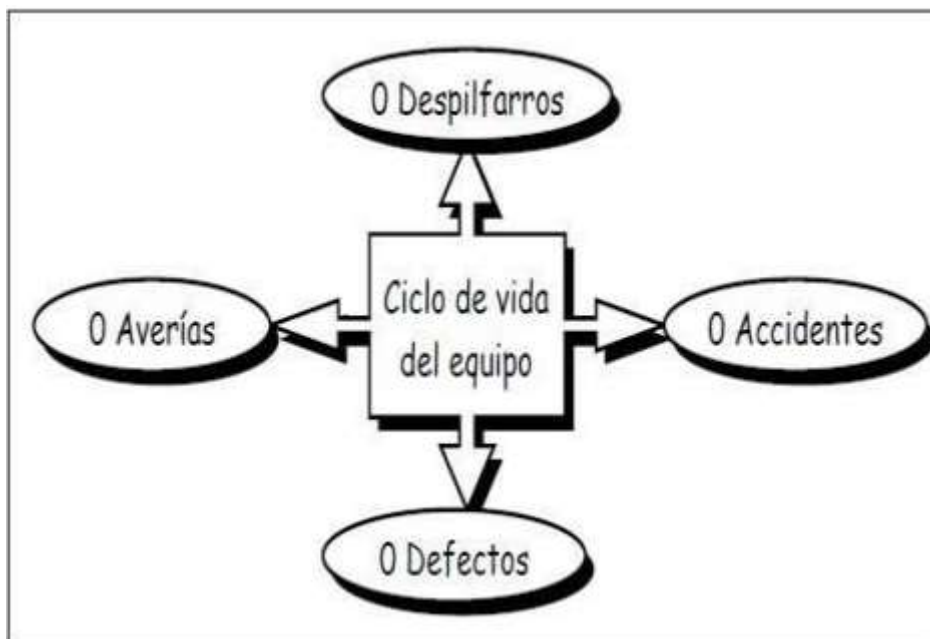 0 Despilfarros
0 Averías
Ciclo de vida
del equipo
0 Accidentes
0 Defectos